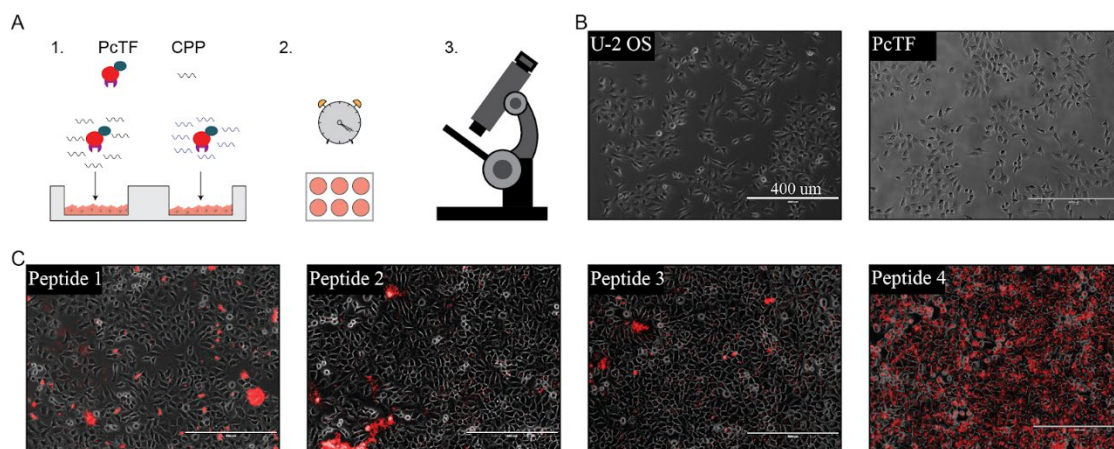 A
1.
PcTF
CPP
2.
3.
B
U-2 OS
400 um
PcTF
C
Peptide 1
Peptide 2
Peptide 3
Peptide 4